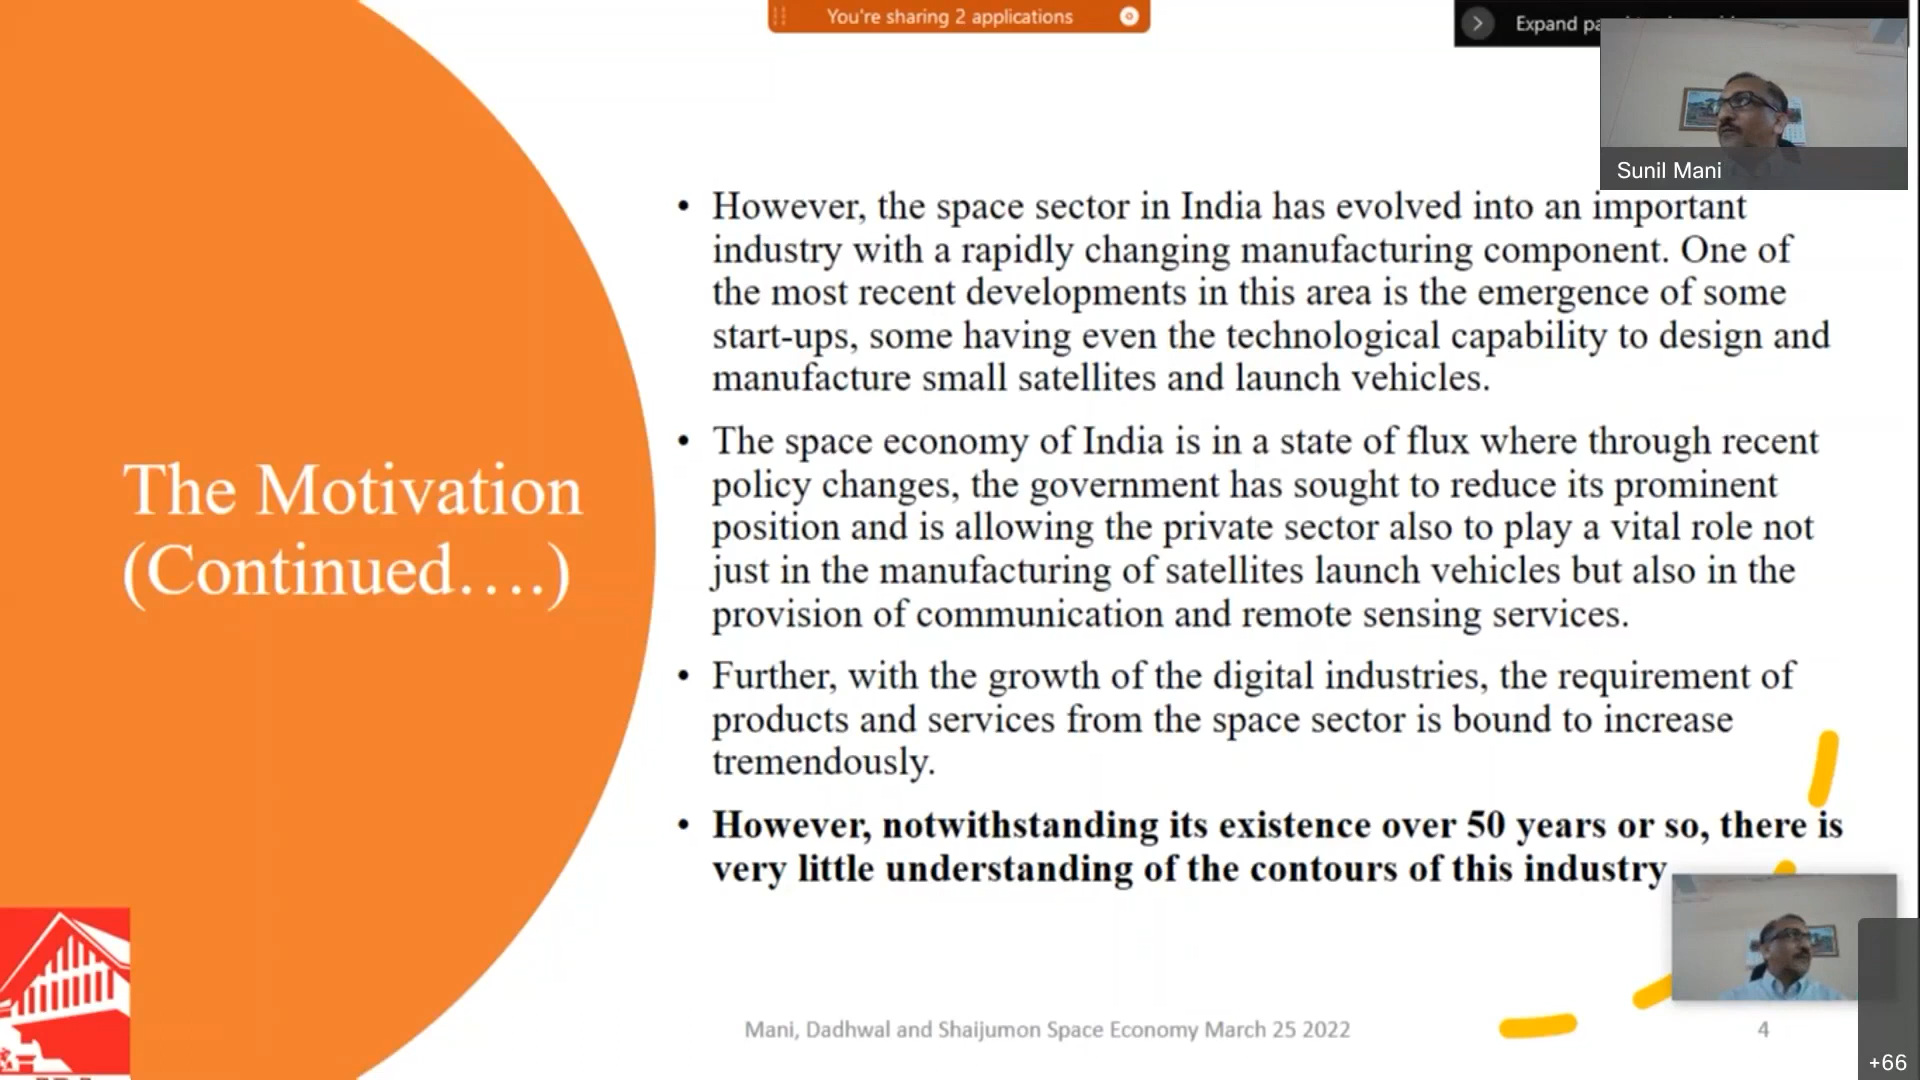 You're sharing 2 applications
Expand pa
Sunil Mani
• However, the space sector in India has evolved into an important
industry with a rapidly changing manufacturing component. One of
the most recent developments in this area is the emergence of some
start-ups, some having even the technological capability to design and
manufacture small satellites and launch vehicles.
• The space economy of India is in a state of flux where through recent
policy changes, the government has sought to reduce its prominent
position and is allowing the private sector also to play a vital role not
just in the manufacturing of satellites launch vehicles but also in the
provision of communication and remote sensing services.
• Further, with the growth of the digital industries, the requirement of
products and services from the space sector is bound to increase
tremendously.
• However, notwithstanding its existence over 50 years or so, there is
very little understanding of the contours of this industry
The Motivation
(Continued….)
Mani, Dadhwal and Shaijumon Space Economy March 25 2022
4
+66